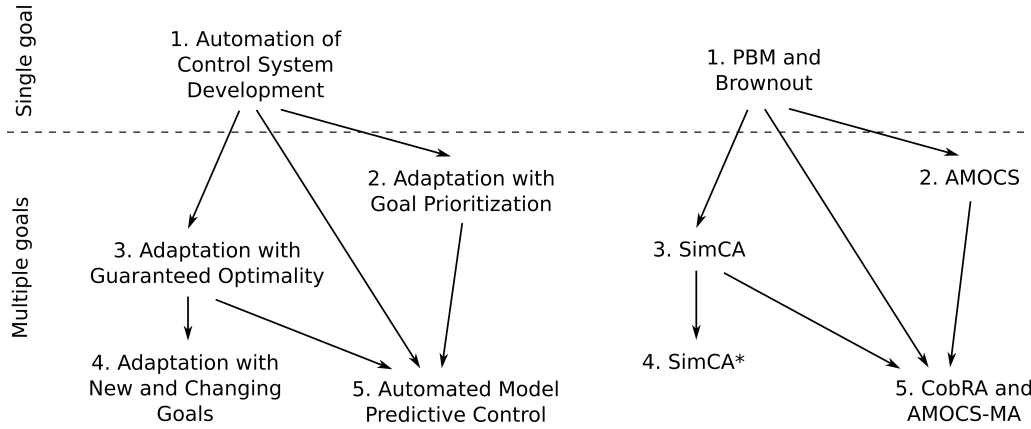 Single goal
Multiple goals
1. Automation of
Control System
Development
2. Adaptation with
Goal Prioritization
3. Adaptation with
Guaranteed Optimality
4. Adaptation with
New and Changing
Goals
5. Automated Model
Predictive Control
1. PBM and
Brownout
2. AMOCS
3. SimCA
4. SimCA*
5. CobRA and
AMOCS-MA